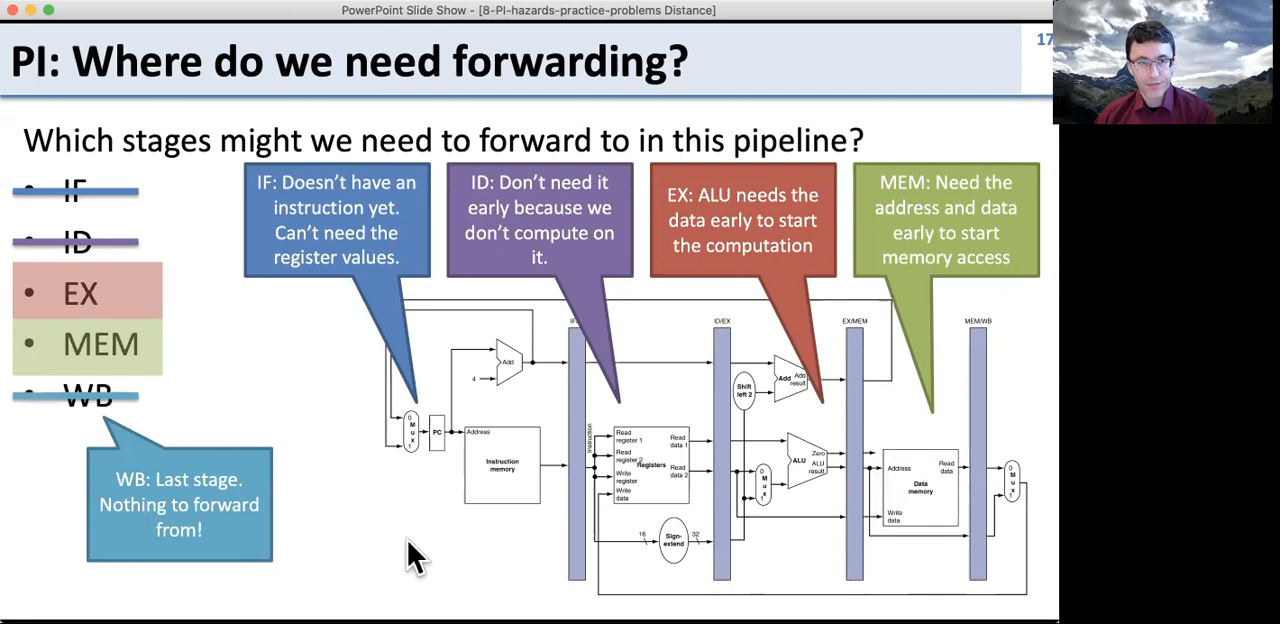 PowerPoint Slide Show - [8-PI-hazards-practice-problems Distance]
PI: Where do we need forwarding?
17
Which stages might we need to forward to in this pipeline?
• IF
• ID
• EX
• MEM
• WB
IF: Doesn't have an
instruction yet.
Can't need the
register values.
ID: Don't need it
early because we
don't compute on
it.
EX: ALU needs the
data early to start
the computation
MEM: Need the
address and data
early to start
memory access
WB: Last stage.
Nothing to forward
from!
ID/EX
EX/MEM
MEM/WB
Add
4
0
M
u
x
1
PC
Address
Instruction
memory
Instruction
Read
register 1
Read
register 2
Registers
Write
register
Write
data
Read
data 1
Read
data 2
16
Sign-
extend
32
Shift
left 2
Add
Add
result
0
M
u
x
1
ALU
Zero
ALU
result
Address
Data
memory
Write
data
Read
data
0
M
u
x
1